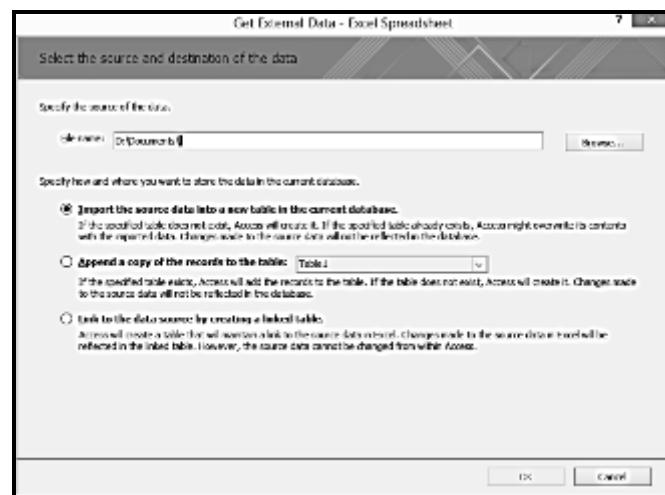 Get External Data - Excel Spreadsheet
?
Select the source and destination of the data
Specify the source of the data.
File name: D:\Documents\
Browse...
Specify how and where you want to store the data in the current database.
Import the source data into a new table in the current database.
If the specified table does not exist, Access will create it. If the specified table already exists, Access might overwrite its contents
with the imported data. Changes made to the source data will not be reflected in the database.
Append a copy of the records to the table: Table1
If the specified table exists, Access will add the records to the table. If the table does not exist, Access will create it. Changes made
to the source data will not be reflected in the database.
Link to the data source by creating a linked table.
Access will create a table that will maintain a link to the source data in Excel. Changes made to the source data in Excel will be
reflected in the linked table. However, the source data cannot be changed from within Access.
OK
Cancel